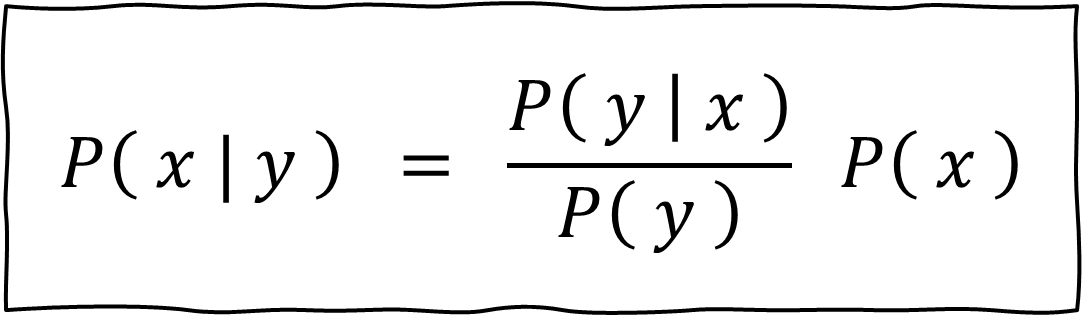 P( x | y ) = P( y | x ) / P( y ) P( x )